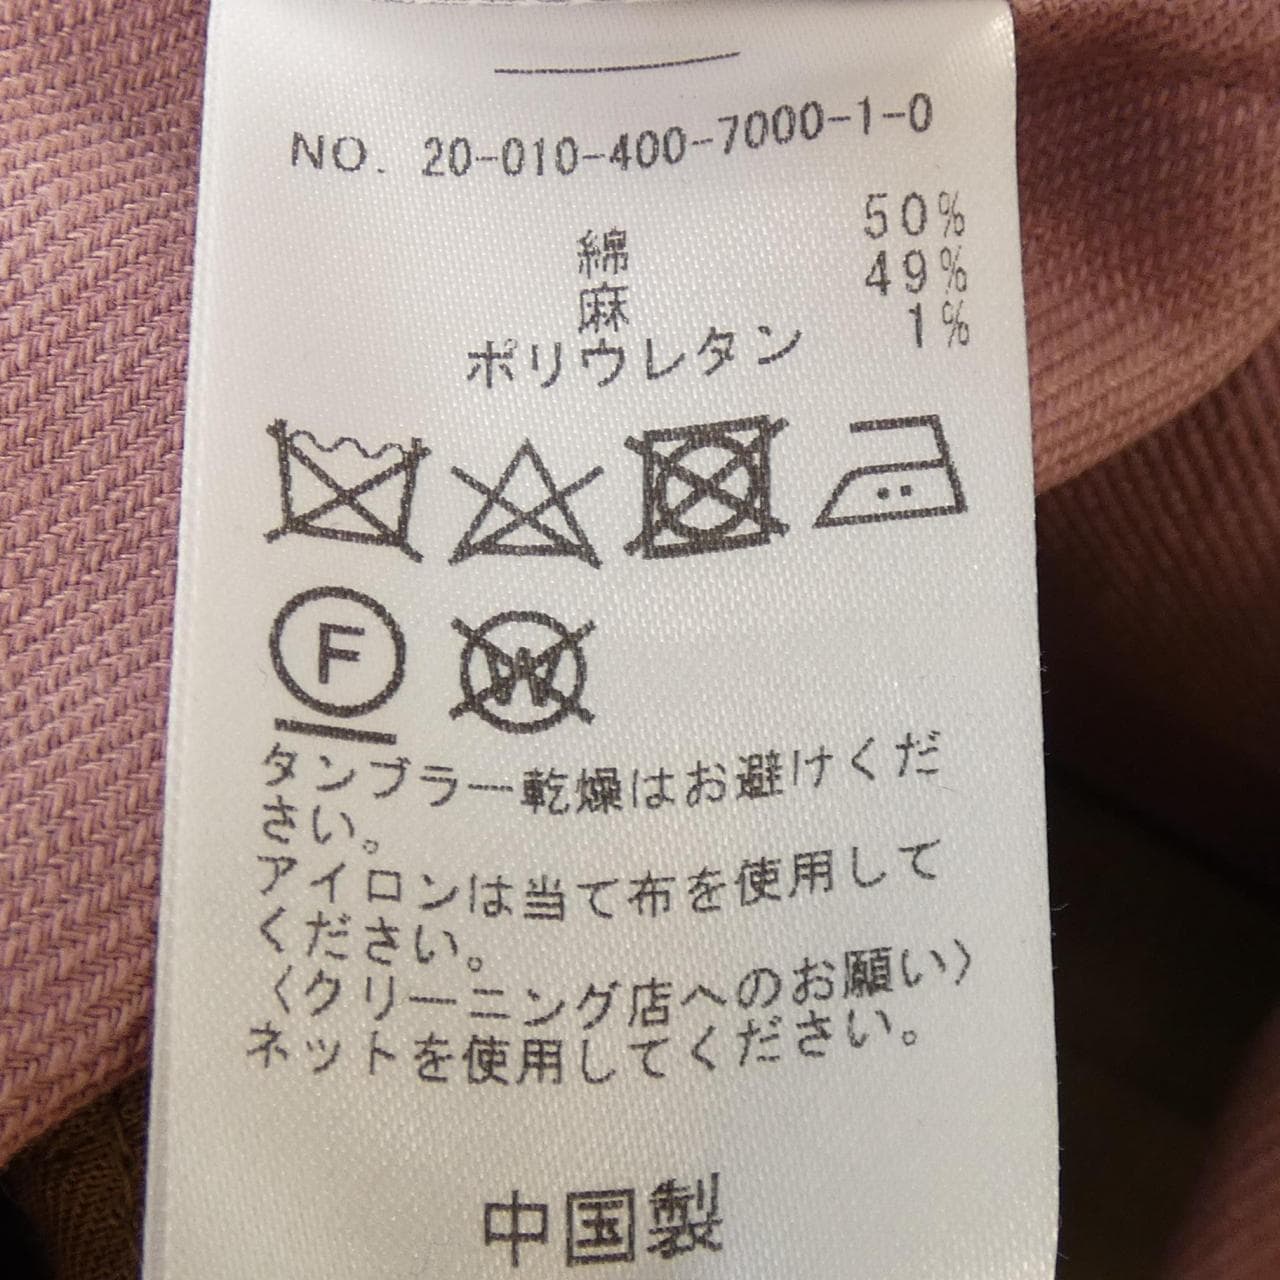 NO. 20-010-400-7000-1-0
綿 50%
麻 49%
ポリウレタン 1%
F
W
タンブラー乾燥はお避けくだ
さい。
アイロンは当て布を使用して
ください。
〈クリーニング店へのお願い〉
ネットを使用してください。
中国製